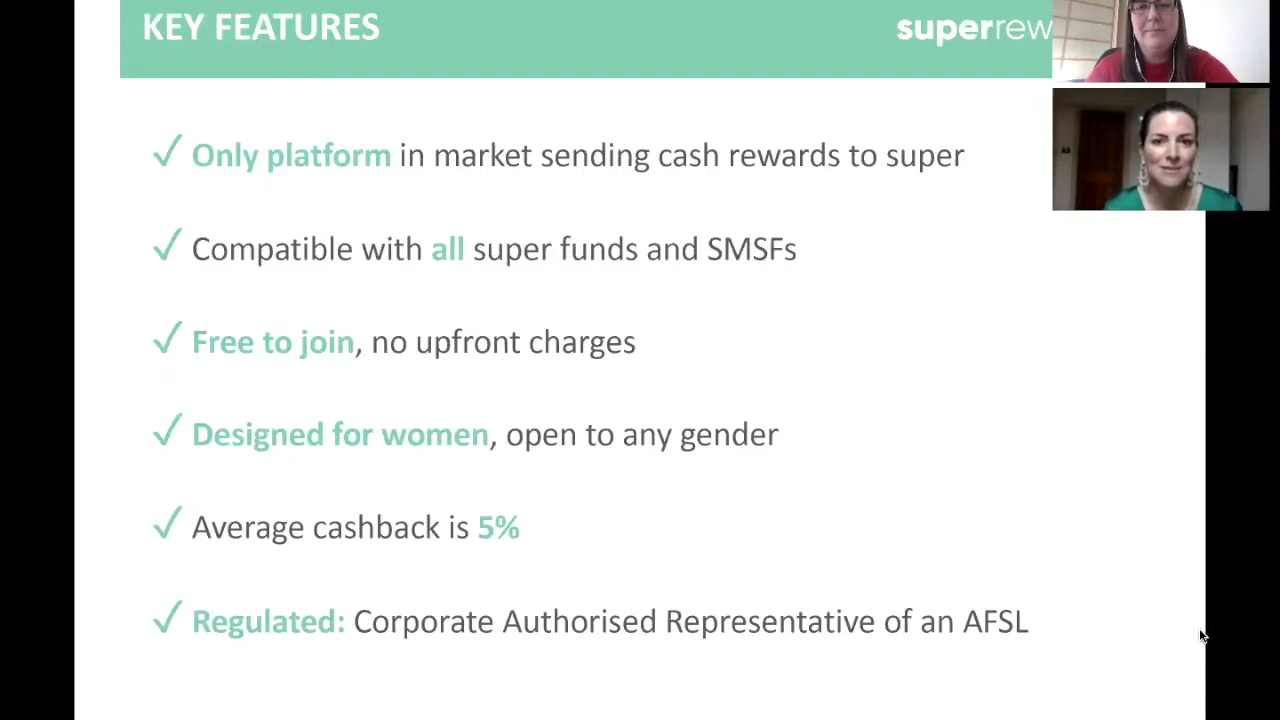 KEY FEATURES
superrew
✓ Only platform in market sending cash rewards to super
✓ Compatible with all super funds and SMSFs
✓ Free to join, no upfront charges
✓ Designed for women, open to any gender
✓ Average cashback is 5%
✓ Regulated: Corporate Authorised Representative of an AFSL